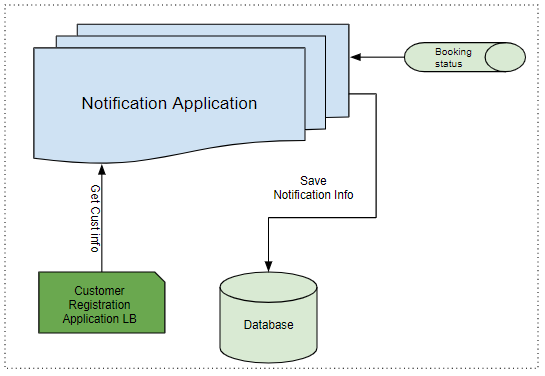 Notification Application
Booking
status
Save
Notification Info
Get Cust info
Customer
Registration
Application LB
Database